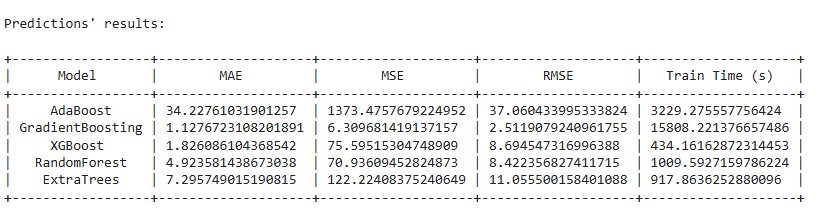 Predictions' results:
+------------------+--------------------+--------------------+--------------------+--------------------+
| Model | MAE | MSE | RMSE | Train Time (s) |
+------------------+--------------------+--------------------+--------------------+--------------------+
| AdaBoost | 34.22761031901257 | 1373.4757679224952 | 37.060433995333824 | 3229.275557756424 |
| GradientBoosting | 1.1276723108201891 | 6.309681419137157 | 2.5119079240961755 | 15808.221376657486 |
| XGBoost | 1.826086104368542 | 75.59515304748909 | 8.694547316996388 | 434.16162872314453 |
| RandomForest | 4.923581438673038 | 70.93609452824873 | 8.422356827411715 | 1009.5927159786224 |
| ExtraTrees | 7.295749015190815 | 122.22408375240649 | 11.055500158401088 | 917.8636252880096 |
+------------------+--------------------+--------------------+--------------------+--------------------+